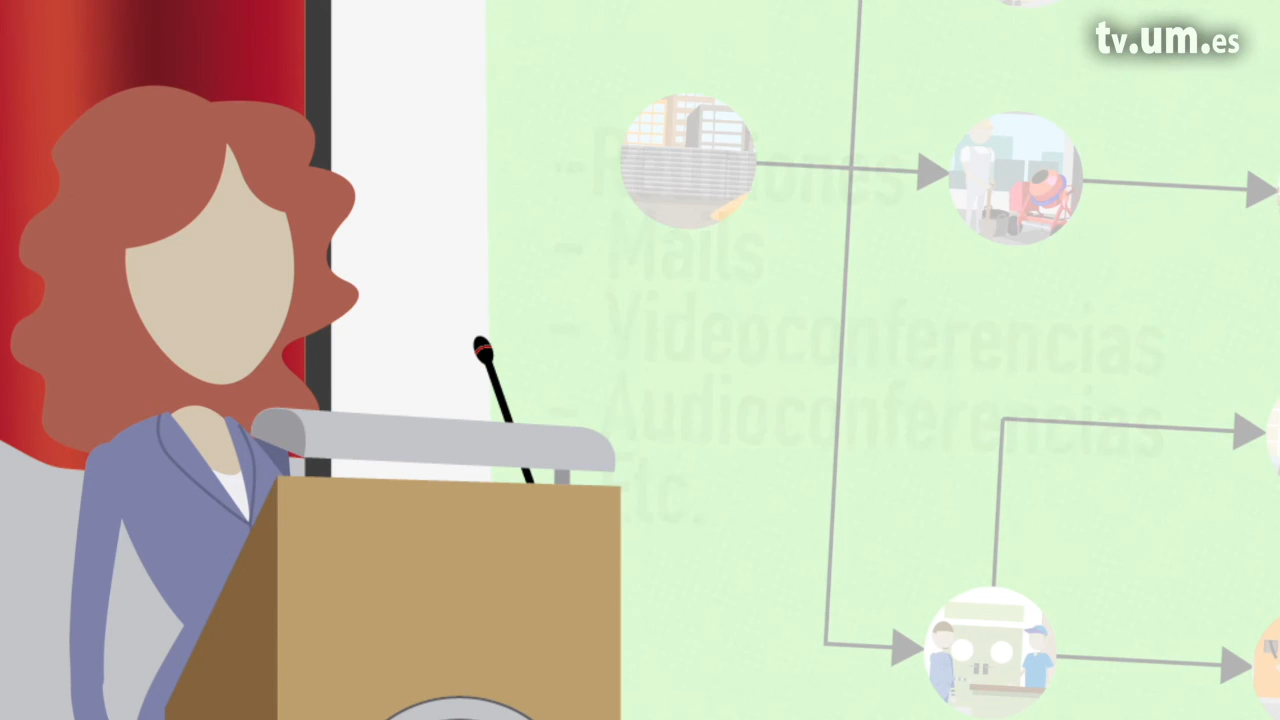 tv.um.es
- Reuniones
- Mails
- Videoconferencias
- Audioconferencias
Etc.